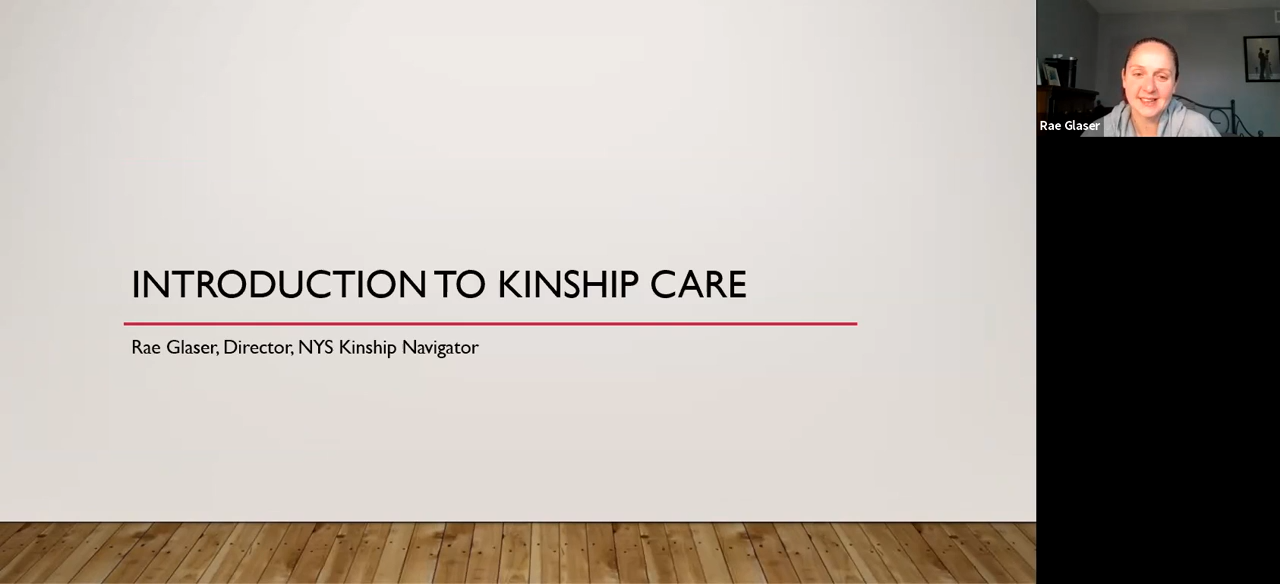 INTRODUCTION TO KINSHIP CARE
Rae Glaser, Director, NYS Kinship Navigator
Rae Glaser